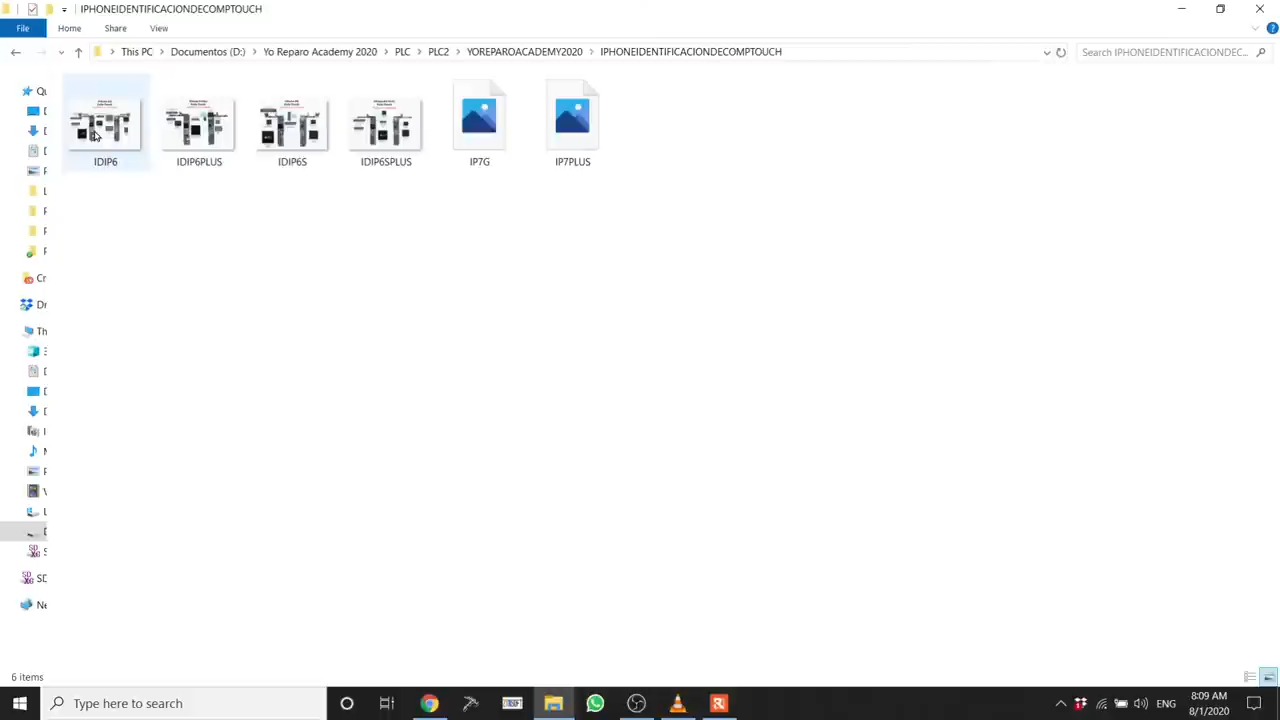 IPHONEIDENTIFICACIONDECOMPTOUCH
File
Home
Share
View
This PC
Documentos (D:)
Yo Reparo Academy 2020
PLC
PLC2
YOREPAROACADEMY2020
IPHONEIDENTIFICACIONDECOMPTOUCH
Search IPHONEIDENTIFICACIONDEC...
IDIP6
IDIP6PLUS
IDIP6S
IDIP6SPLUS
IP7G
IP7PLUS
6 items
Type here to search
ENG
8:09 AM
8/1/2020